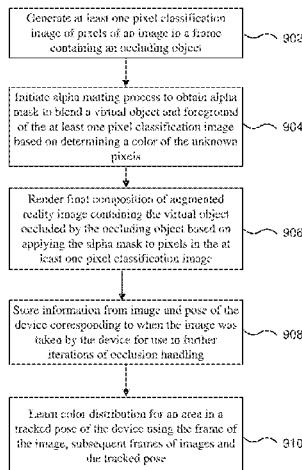 Generate at least one pixel classification
image of pixels of an image in a frame
containing an occluding object
902
Initiate alpha matting process to obtain alpha
mask to blend a virtual object and foreground
of the at least one pixel classification image
based on determining a color of the unknown
pixels
904
Render final composition of augmented
reality image containing the virtual object
occluded by the occluding object based on
applying the alpha mask to pixels in the at
least one pixel classification image
906
Store information from image and pose of the
device corresponding to when the image was
taken by the device for use in further
iterations of occlusion handling
908
Learn color distribution for an area in a
tracked pose of the device using the frame of
the image, subsequent frames of images and
the tracked pose
910